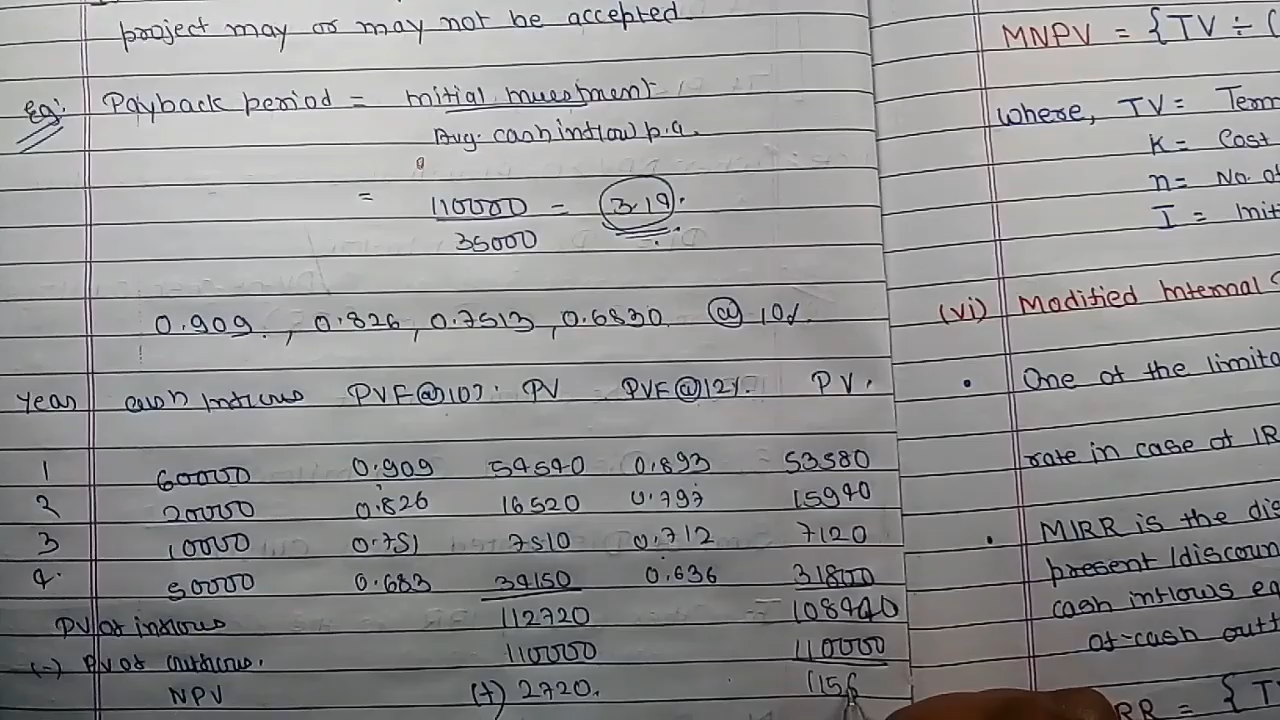 project may or may not be accepted
Eg:- Payback period = Initial investment
Avg. cash inflow p.a.
= 110000 = 3.14.
35000
0.909, 0.826, 0.7513, 0.6830 @ 10%
Year cash inflows PVF@10% PV PVF@12% PV.
1 60000 0.909 54540 0.893 53580
2 20000 0.826 16520 0.797 15940
3 10000 0.751 7510 0.712 7120
4. 50000 0.683 34150 0.636 31800
PV of inflows 112720 108440
(-) PV of outflows. 110000 110000
NPV (+) 2720. (156
MNPV = {TV ÷ (
where, TV = Term
K = Cost
n = No. of
I = Init
(vi) Modified Internal
• One of the limita
rate in case of IR
• MIRR is the dis
present/discoun
cash inflows eq
of cash outf
RR = { T